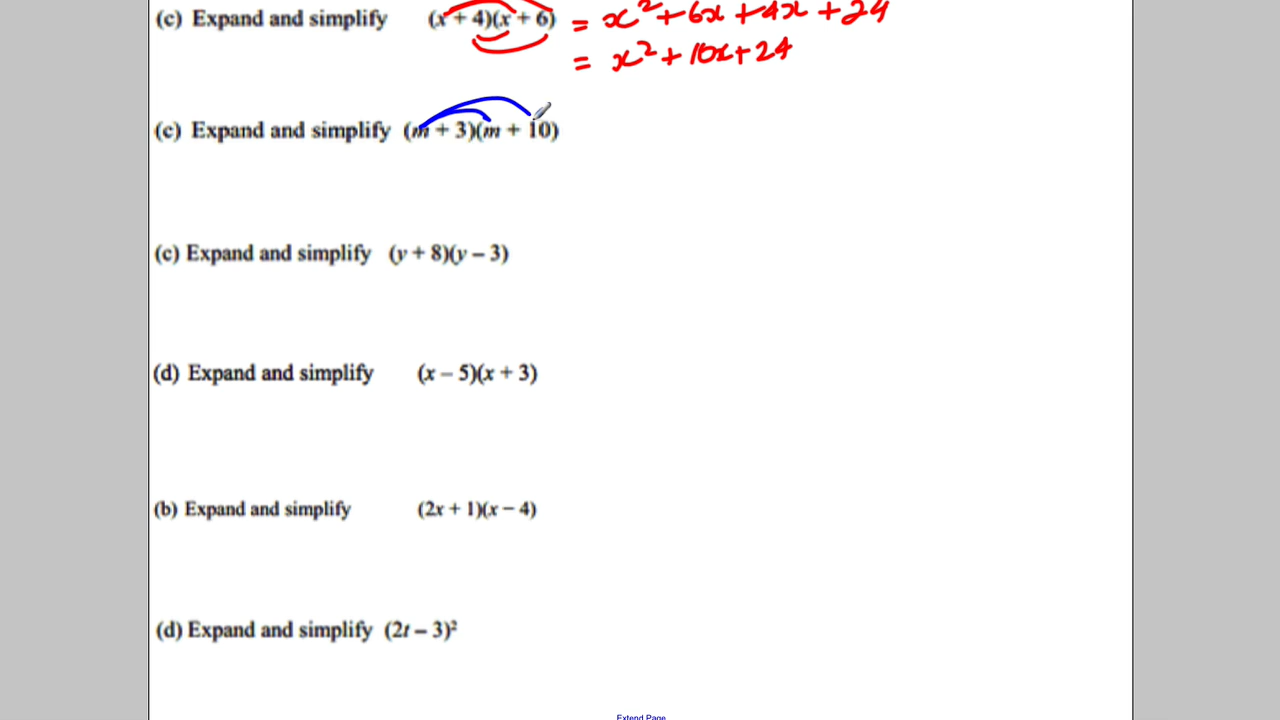 (c) Expand and simplify (x + 4)(x + 6) = x² + 6x + 4x + 24
= x² + 10x + 24
(c) Expand and simplify (m + 3)(m + 10)
(c) Expand and simplify (y + 8)(y – 3)
(d) Expand and simplify (x – 5)(x + 3)
(b) Expand and simplify (2x + 1)(x – 4)
(d) Expand and simplify (2t – 3)²
Extend Page